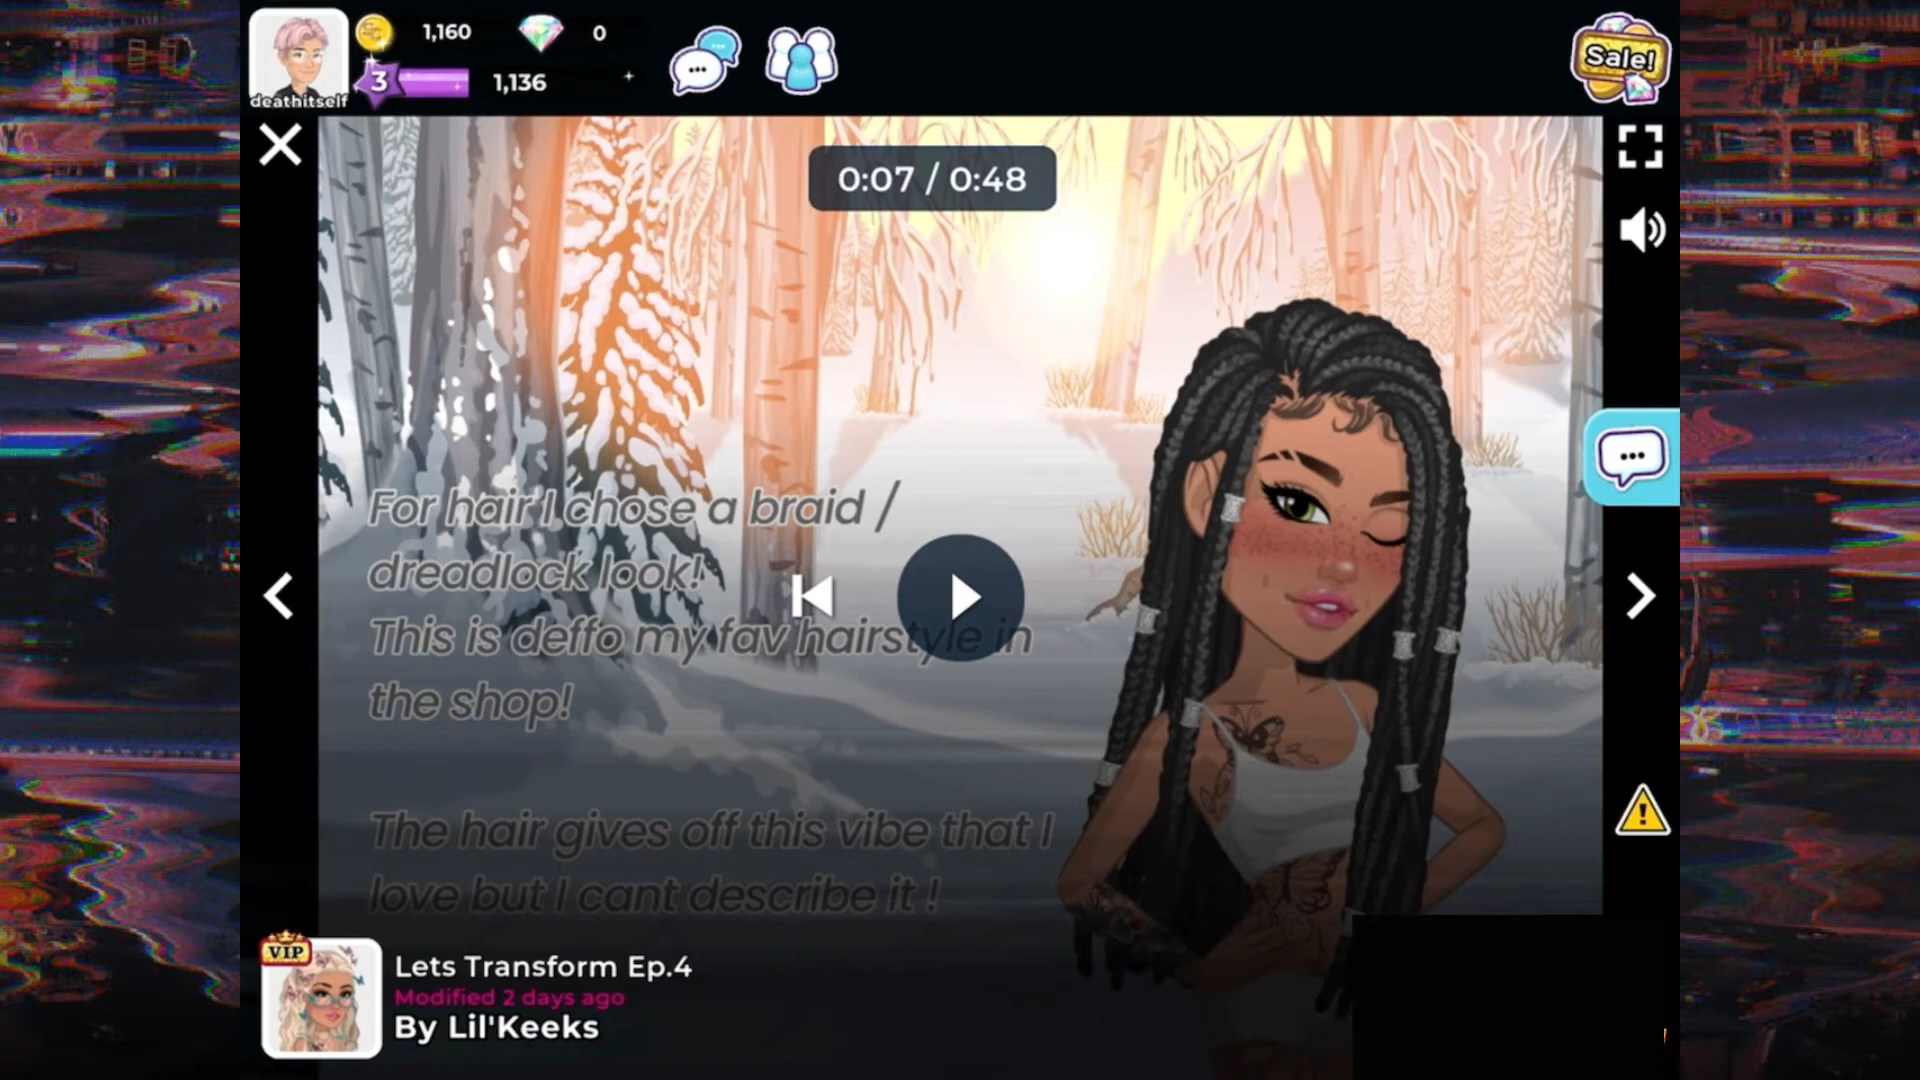 1,160
0
3
1,136
+
deathitself
Sale!
0:07 / 0:48
For hair I chose a braid /
dreadlock look!
This is deffo my fav hairstyle in
the shop!
The hair gives off this vibe that I
love but I cant describe it !
VIP
Lets Transform Ep.4
Modified 2 days ago
By Lil'Keeks